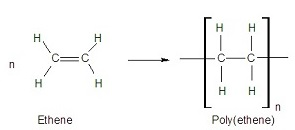 H H H H
n C C C C
H H H H n
Ethene Poly(ethene)